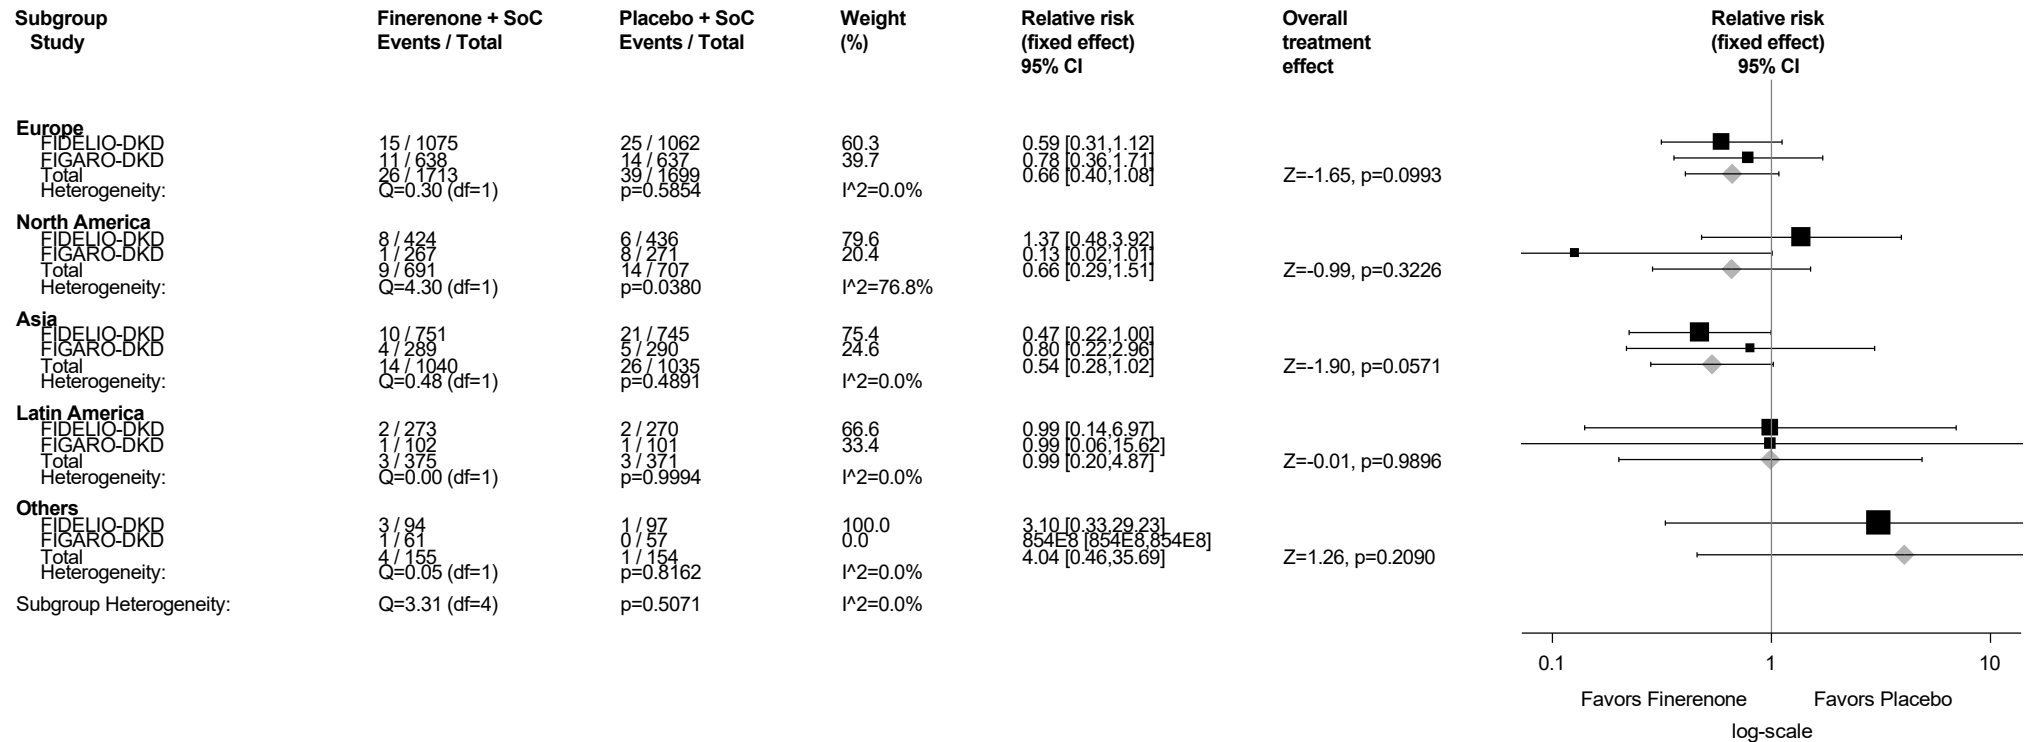 Subgroup Finerenone + SoC Placebo + SoC Weight Relative risk Overall Relative risk
Study Events / Total Events / Total (%) (fixed effect) treatment (fixed effect)
95% CI effect 95% CI
Europe
FIDELIO-DKD 15 / 1075 25 / 1062 60.3 0.59 [0.31,1.12]
FIGARO-DKD 11 / 638 14 / 637 39.7 0.78 [0.36,1.71]
Total 26 / 1713 39 / 1699 0.66 [0.40,1.08] Z=-1.65, p=0.0993
Heterogeneity: Q=0.30 (df=1) p=0.5854 I^2=0.0%
North America
FIDELIO-DKD 8 / 424 6 / 436 79.6 1.37 [0.48,3.92]
FIGARO-DKD 1 / 267 8 / 271 20.4 0.13 [0.02,1.01]
Total 9 / 691 14 / 707 0.66 [0.29,1.51] Z=-0.99, p=0.3226
Heterogeneity: Q=4.30 (df=1) p=0.0380 I^2=76.8%
Asia
FIDELIO-DKD 10 / 751 21 / 745 75.4 0.47 [0.22,1.00]
FIGARO-DKD 4 / 289 5 / 290 24.6 0.80 [0.22,2.96]
Total 14 / 1040 26 / 1035 0.54 [0.28,1.02] Z=-1.90, p=0.0571
Heterogeneity: Q=0.48 (df=1) p=0.4891 I^2=0.0%
Latin America
FIDELIO-DKD 2 / 273 2 / 270 66.6 0.99 [0.14,6.97]
FIGARO-DKD 1 / 102 1 / 101 33.4 0.99 [0.06,15.62]
Total 3 / 375 3 / 371 0.99 [0.20,4.87] Z=-0.01, p=0.9896
Heterogeneity: Q=0.00 (df=1) p=0.9994 I^2=0.0%
Others
FIDELIO-DKD 3 / 94 1 / 97 100.0 3.10 [0.33,29.23]
FIGARO-DKD 1 / 61 0 / 57 0.0 854E8 [854E8,854E8]
Total 4 / 155 1 / 154 4.04 [0.46,35.69] Z=1.26, p=0.2090
Heterogeneity: Q=0.05 (df=1) p=0.8162 I^2=0.0%
Subgroup Heterogeneity: Q=3.31 (df=4) p=0.5071 I^2=0.0%
0.1 1 10
Favors Finerenone Favors Placebo
log-scale